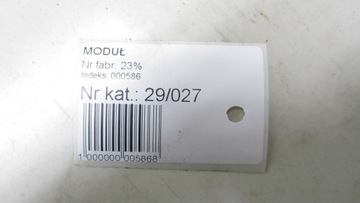 MODUŁ
Nr fabr. 23%
Indeks: 000586
Nr kat.: 29/027
1 000000 005868